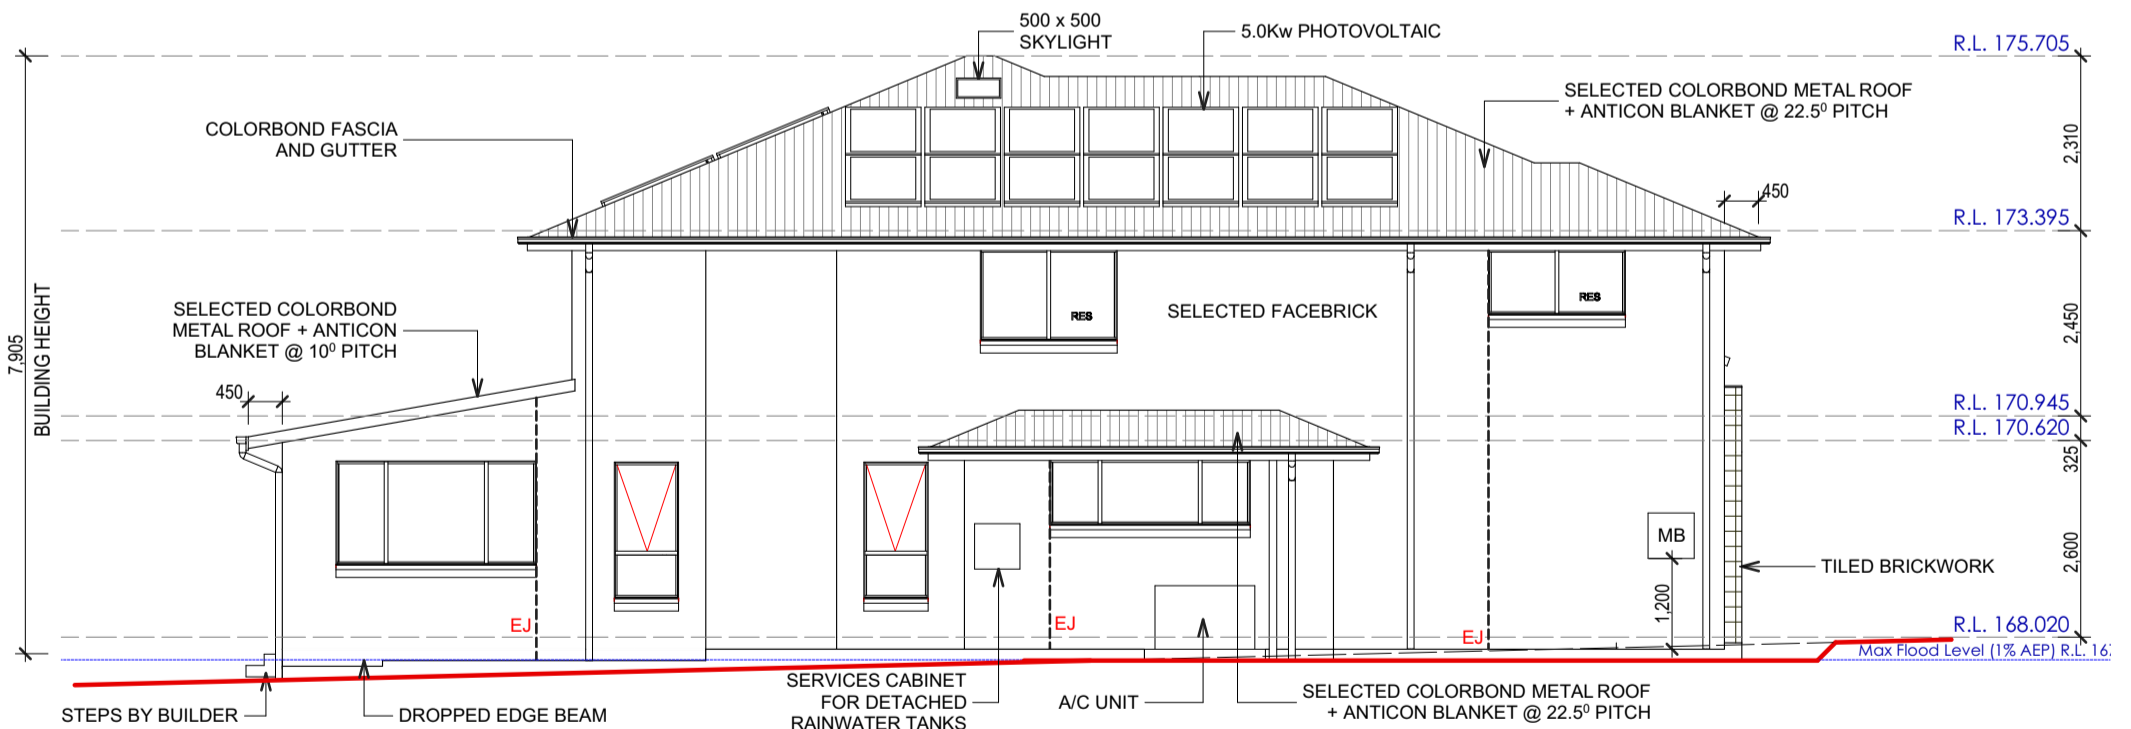 500 x 500
SKYLIGHT
5.0Kw PHOTOVOLTAIC
R.L. 175.705
SELECTED COLORBOND METAL ROOF
+ ANTICON BLANKET @ 22.5⁰ PITCH
COLORBOND FASCIA
AND GUTTER
2,310
450
R.L. 173.395
SELECTED COLORBOND
METAL ROOF + ANTICON
BLANKET @ 10⁰ PITCH
RES
RES
SELECTED FACEBRICK
2,450
7,905
BUILDING HEIGHT
450
R.L. 170.945
R.L. 170.620
325
MB
2,600
TILED BRICKWORK
1,200
EJ
EJ
EJ
R.L. 168.020
Max Flood Level (1% AEP) R.L.
SERVICES CABINET
FOR DETACHED
RAINWATER TANKS
A/C UNIT
SELECTED COLORBOND METAL ROOF
+ ANTICON BLANKET @ 22.5⁰ PITCH
STEPS BY BUILDER
DROPPED EDGE BEAM